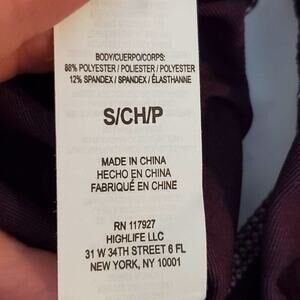 BODY/CUERPO/CORPS:
88% POLYESTER / POLIESTER / POLYESTER
12% SPANDEX / SPANDEX / ÉLASTHANNE
S/CH/P
MADE IN CHINA
HECHO EN CHINA
FABRIQUÉ EN CHINE
RN 117927
HIGHLIFE LLC
31 W 34TH STREET 6 FL
NEW YORK, NY 10001